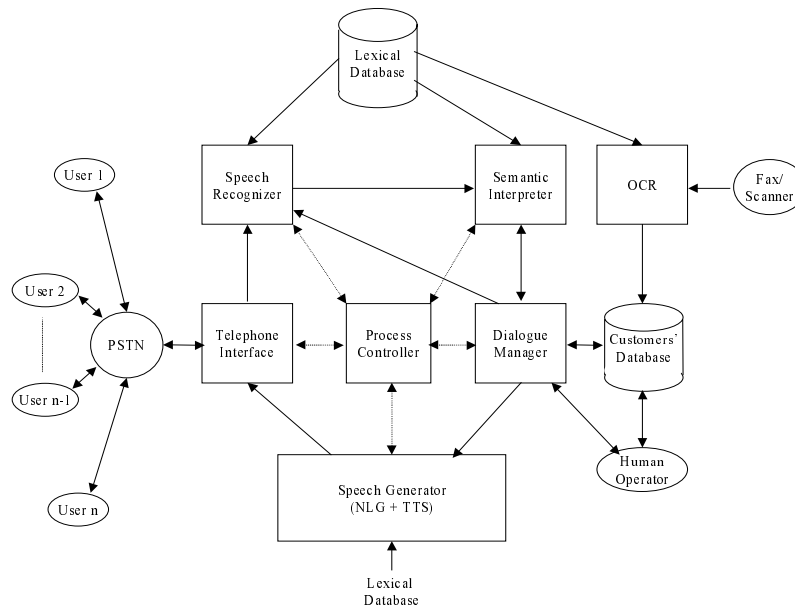 Lexical
Database
User 1
Speech
Recognizer
Semantic
Interpreter
OCR
Fax/
Scanner
User 2
PSTN
Telephone
Interface
Process
Controller
Dialogue
Manager
Customers’
Database
User n-1
Human
Operator
Speech Generator
(NLG + TTS)
User n
Lexical
Database